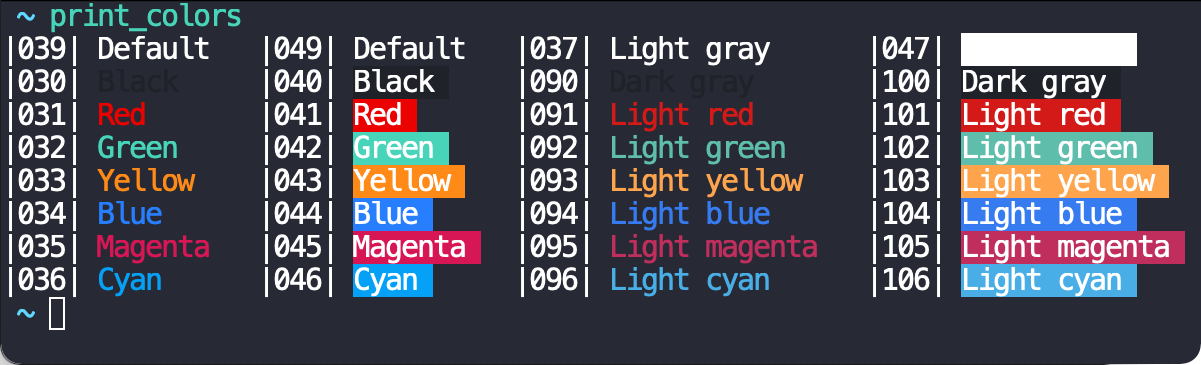 ~ print_colors
|039| Default |049| Default |037| Light gray |047|
|030| Black |040| Black |090| Dark gray |100| Dark gray
|031| Red |041| Red |091| Light red |101| Light red
|032| Green |042| Green |092| Light green |102| Light green
|033| Yellow |043| Yellow |093| Light yellow |103| Light yellow
|034| Blue |044| Blue |094| Light blue |104| Light blue
|035| Magenta |045| Magenta |095| Light magenta |105| Light magenta
|036| Cyan |046| Cyan |096| Light cyan |106| Light cyan
~